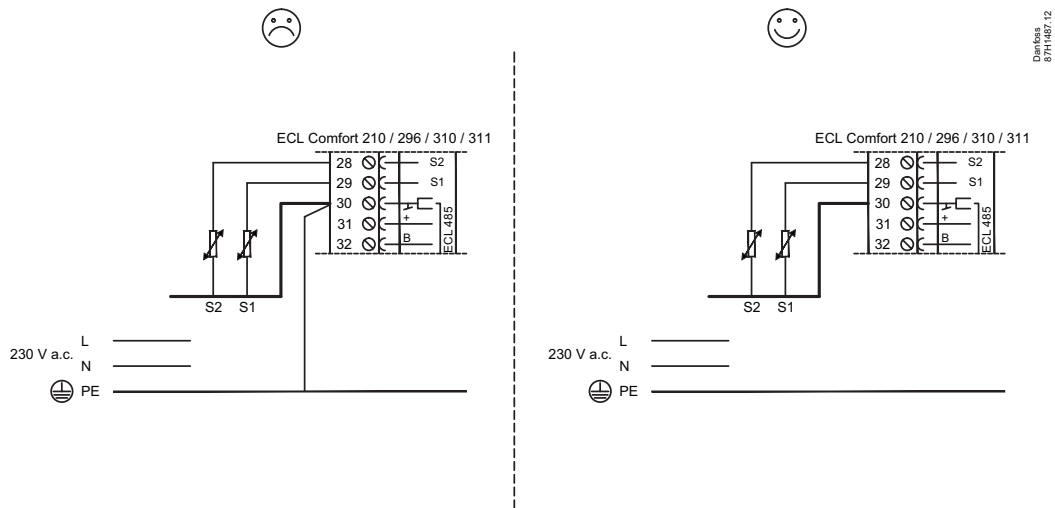 Danfoss
87H1487.12
ECL Comfort 210 / 296 / 310 / 311
28 S2
29 S1
30
31 +
32 B
ECL 485
S2 S1
L
230 V a.c.
N
PE
ECL Comfort 210 / 296 / 310 / 311
28 S2
29 S1
30
31 +
32 B
ECL 485
S2 S1
L
230 V a.c.
N
PE